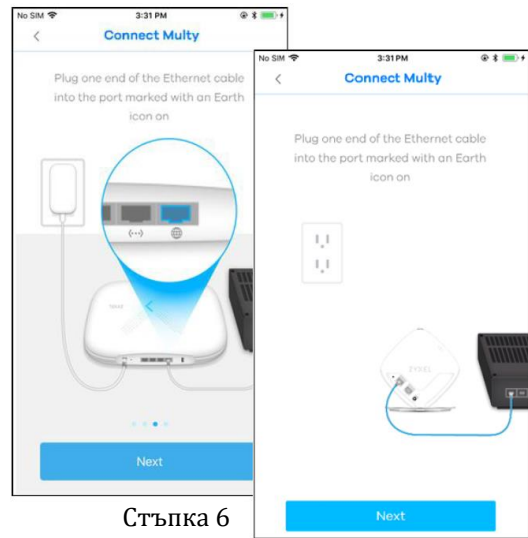 No SIM 3:31 PM
Connect Multy
Plug one end of the Ethernet cable
into the port marked with an Earth
icon on
Next
Стъпка 6
No SIM 3:31 PM
Connect Multy
Plug one end of the Ethernet cable
into the port marked with an Earth
icon on
ZYXEL
Next